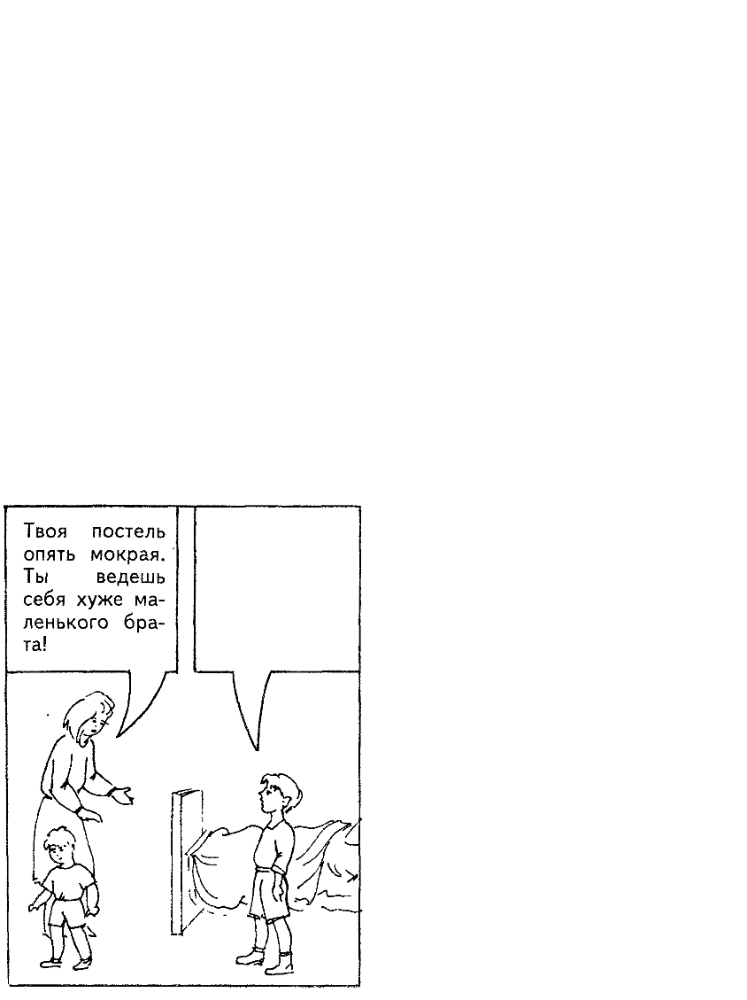 Твоя постель
опять мокрая.
Ты ведешь
себя хуже ма-
ленького бра-
та!